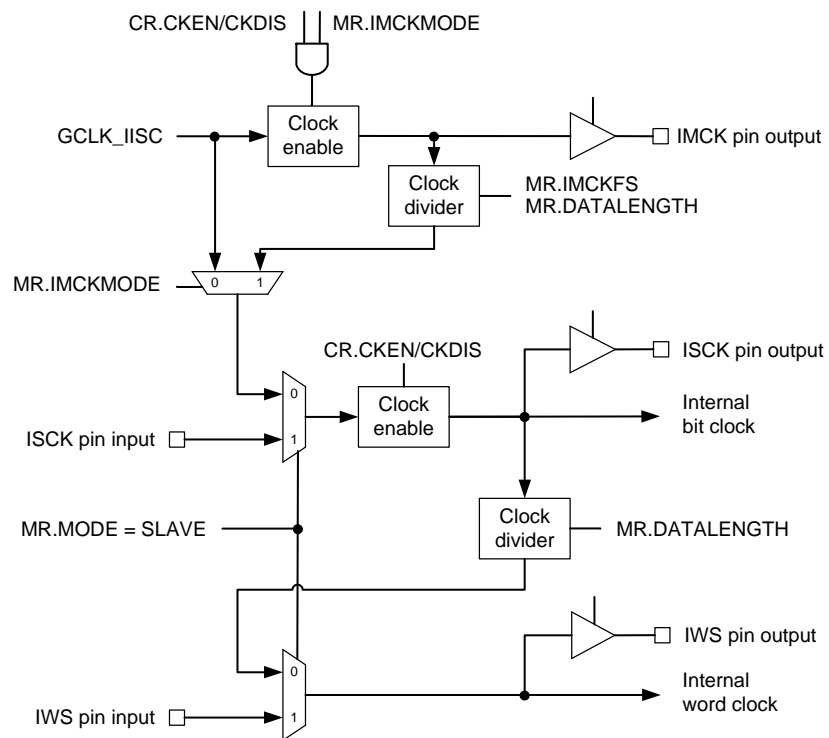 CR.CKEN/CKDIS MR.IMCKMODE
GCLK_IISC
Clock
enable
IMCK pin output
Clock
divider
MR.IMCKFS
MR.DATALENGTH
MR.IMCKMODE
0 1
CR.CKEN/CKDIS
ISCK pin output
0
Clock
enable
Internal
bit clock
ISCK pin input
1
MR.MODE = SLAVE
Clock
divider
MR.DATALENGTH
IWS pin output
0
Internal
word clock
IWS pin input
1